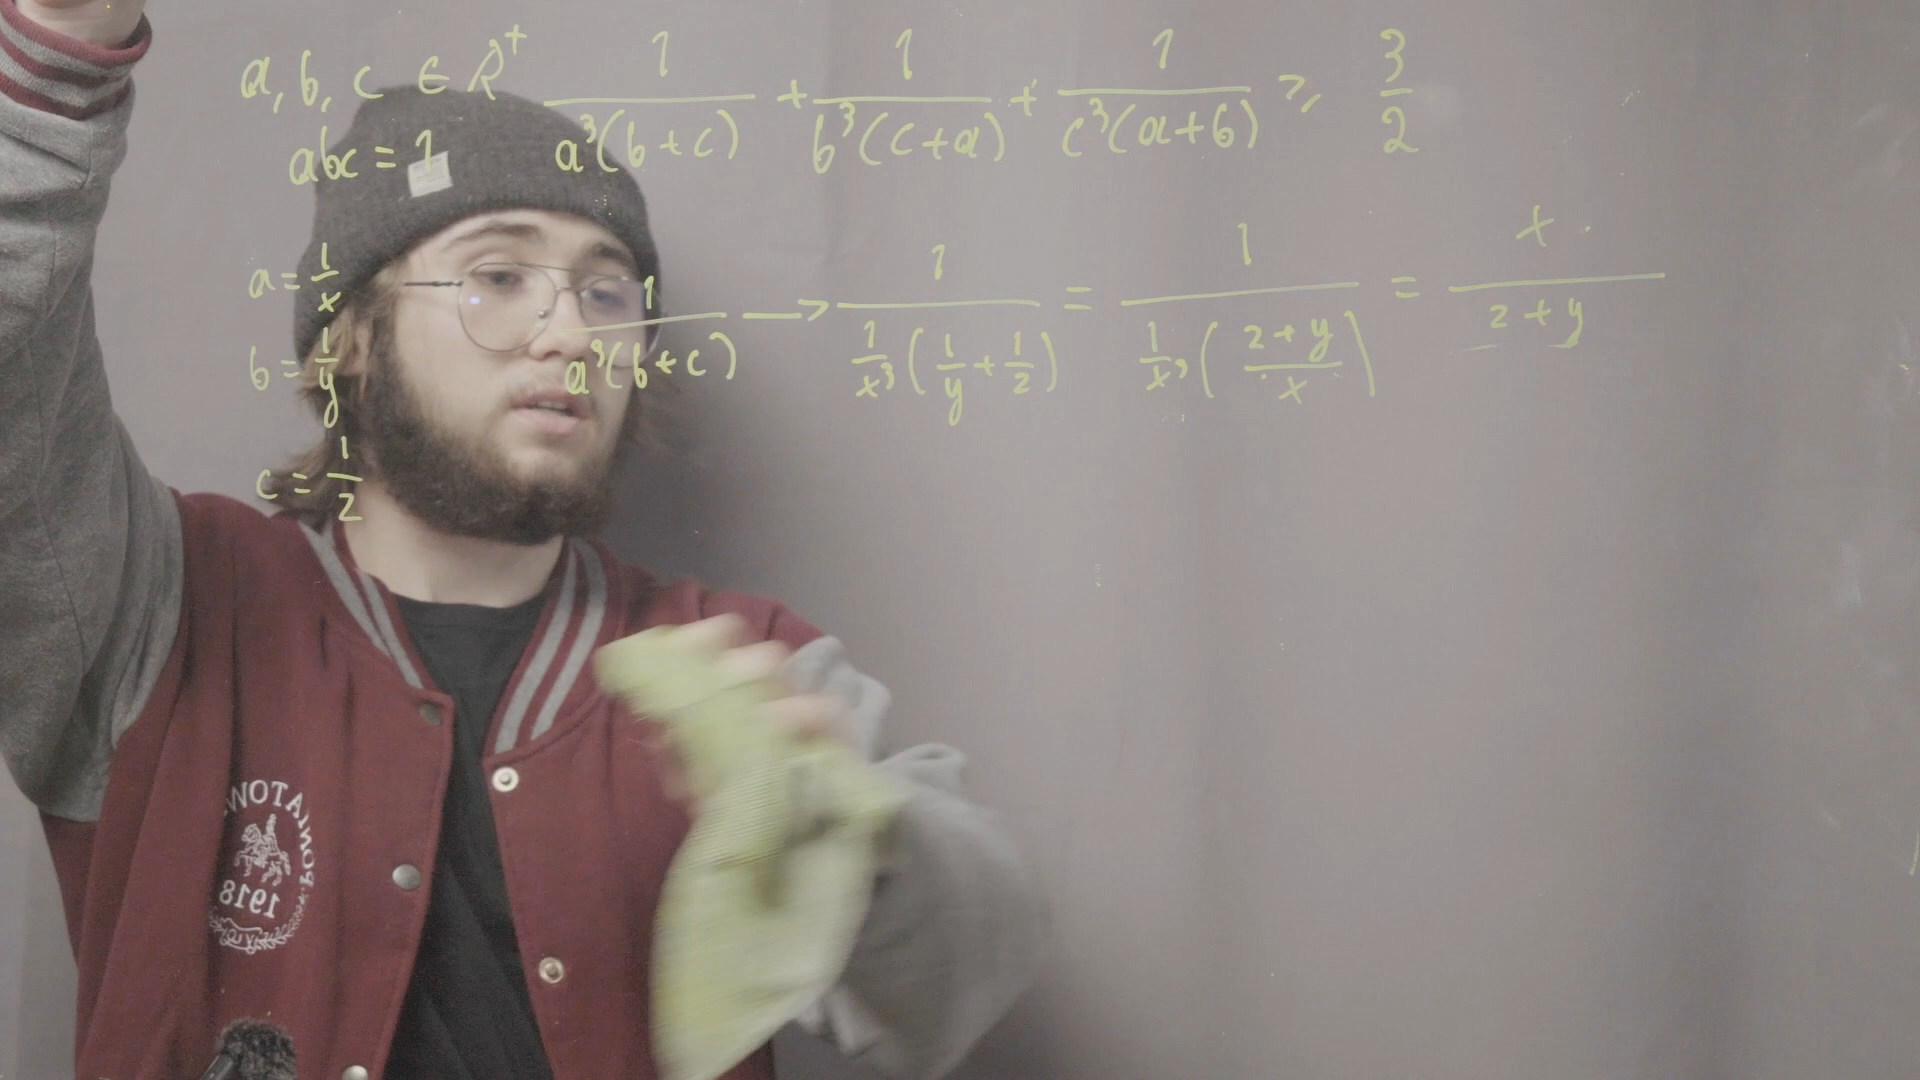 a, b, c ∈ R⁺ 1/(a³(b+c)) + 1/(b³(c+a)) + 1/(c³(a+b)) ≥ 3/2
abc = 1
a = 1/x 1/(a³(b+c)) → 1/(1/x³(1/y + 1/z)) = 1/(1/x³((z+y)/x)) = x/(z+y)
b = 1/y
c = 1/z
1918